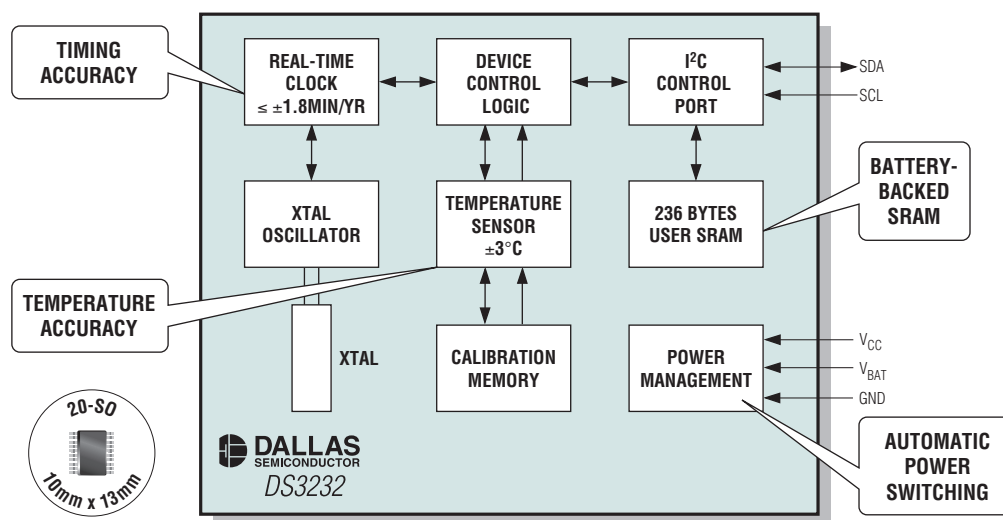 TIMING
ACCURACY
REAL-TIME
CLOCK
≤ ±1.8MIN/YR
DEVICE
CONTROL
LOGIC
I²C
CONTROL
PORT
SDA
SCL
XTAL
OSCILLATOR
TEMPERATURE
SENSOR
±3°C
236 BYTES
USER SRAM
BATTERY-
BACKED
SRAM
TEMPERATURE
ACCURACY
XTAL
CALIBRATION
MEMORY
POWER
MANAGEMENT
VCC
VBAT
GND
20-SO
10mm x 13mm
DALLAS
SEMICONDUCTOR
DS3232
AUTOMATIC
POWER
SWITCHING